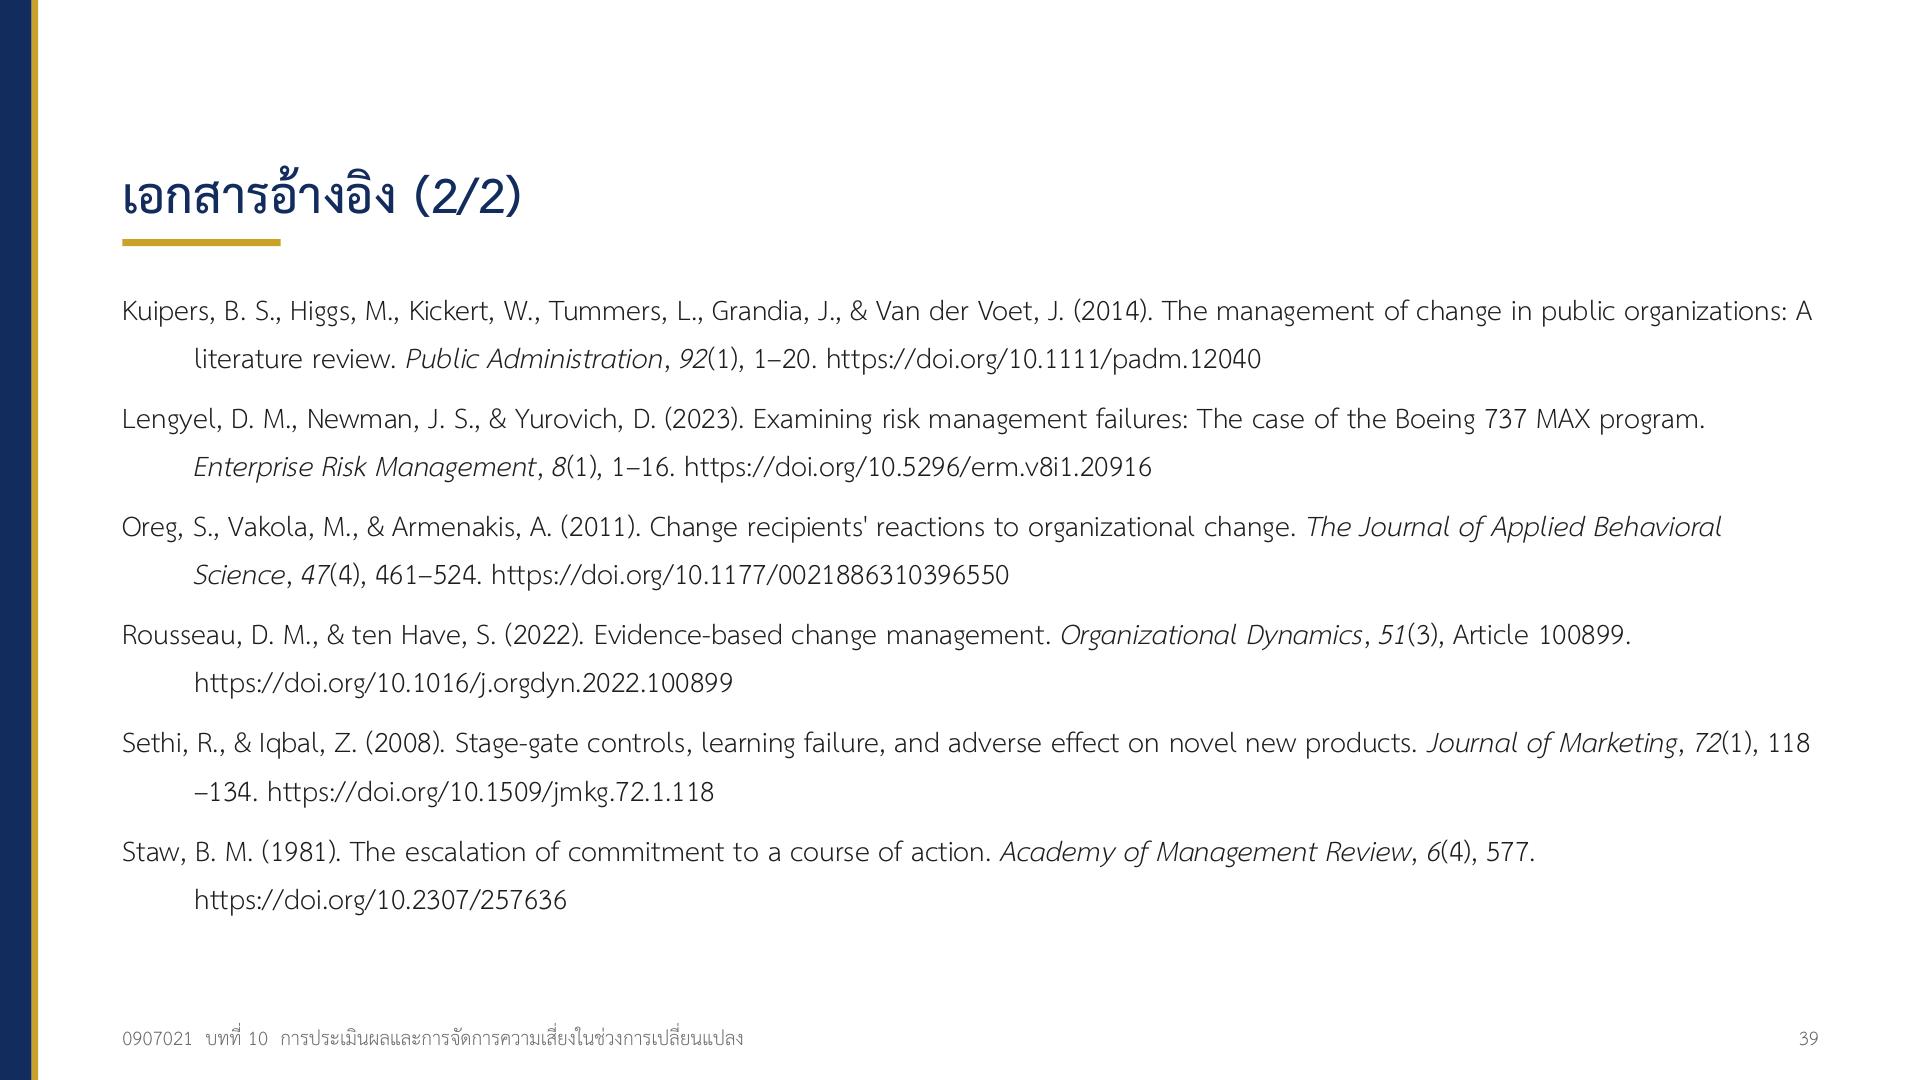 เอกสารอ้างอิง (2/2)
Kuipers, B. S., Higgs, M., Kickert, W., Tummers, L., Grandia, J., & Van der Voet, J. (2014). The management of change in public organizations: A
literature review. Public Administration, 92(1), 1–20. https://doi.org/10.1111/padm.12040
Lengyel, D. M., Newman, J. S., & Yurovich, D. (2023). Examining risk management failures: The case of the Boeing 737 MAX program.
Enterprise Risk Management, 8(1), 1–16. https://doi.org/10.5296/erm.v8i1.20916
Oreg, S., Vakola, M., & Armenakis, A. (2011). Change recipients' reactions to organizational change. The Journal of Applied Behavioral
Science, 47(4), 461–524. https://doi.org/10.1177/0021886310396550
Rousseau, D. M., & ten Have, S. (2022). Evidence-based change management. Organizational Dynamics, 51(3), Article 100899.
https://doi.org/10.1016/j.orgdyn.2022.100899
Sethi, R., & Iqbal, Z. (2008). Stage-gate controls, learning failure, and adverse effect on novel new products. Journal of Marketing, 72(1), 118
–134. https://doi.org/10.1509/jmkg.72.1.118
Staw, B. M. (1981). The escalation of commitment to a course of action. Academy of Management Review, 6(4), 577.
https://doi.org/10.2307/257636
0907021 บทที่ 10 การประเมินผลและการจัดการความเสี่ยงในช่วงการเปลี่ยนแปลง
39